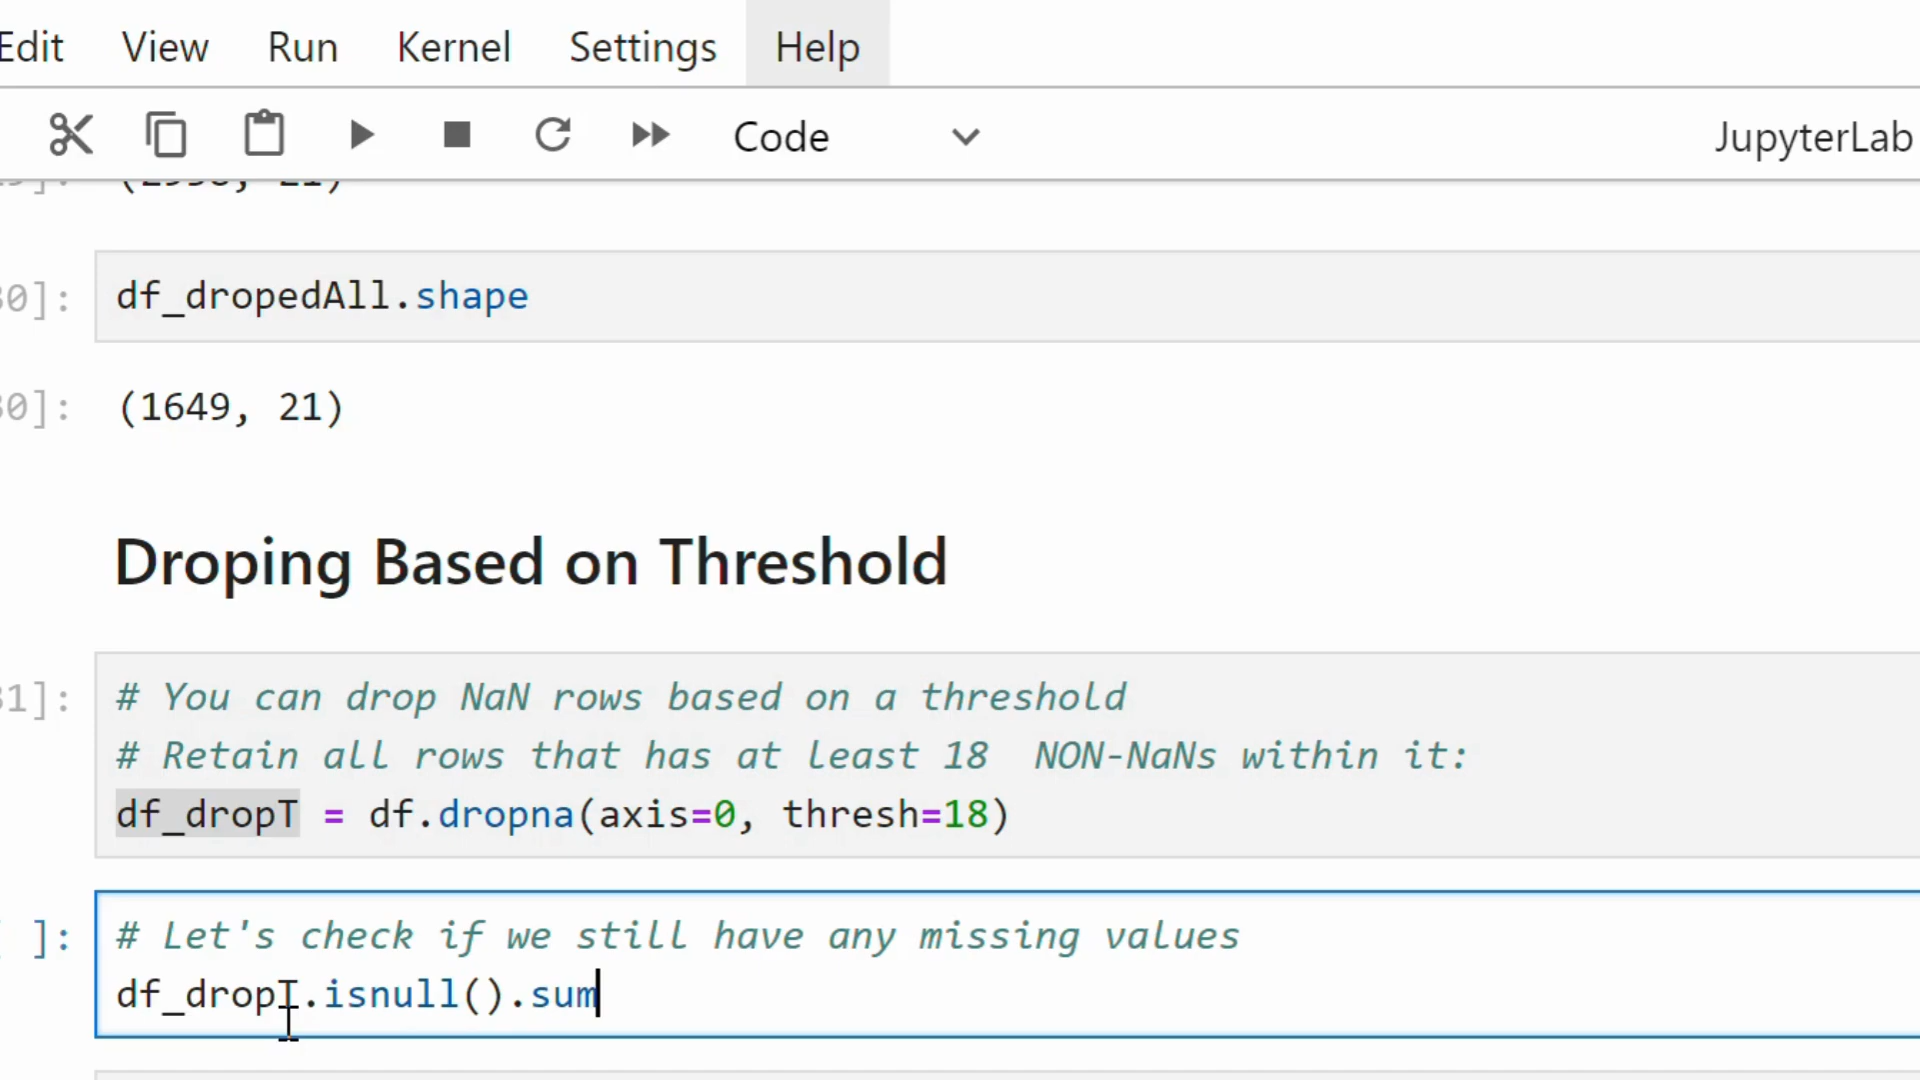 Edit View Run Kernel Settings Help
Code JupyterLab
df_dropedAll.shape
0]: (1649, 21)
Droping Based on Threshold
1]: # You can drop NaN rows based on a threshold
# Retain all rows that has at least 18  NON-NaNs within it:
df_dropT = df.dropna(axis=0, thresh=18)
]: # Let's check if we still have any missing values
df_dropT.isnull().sum